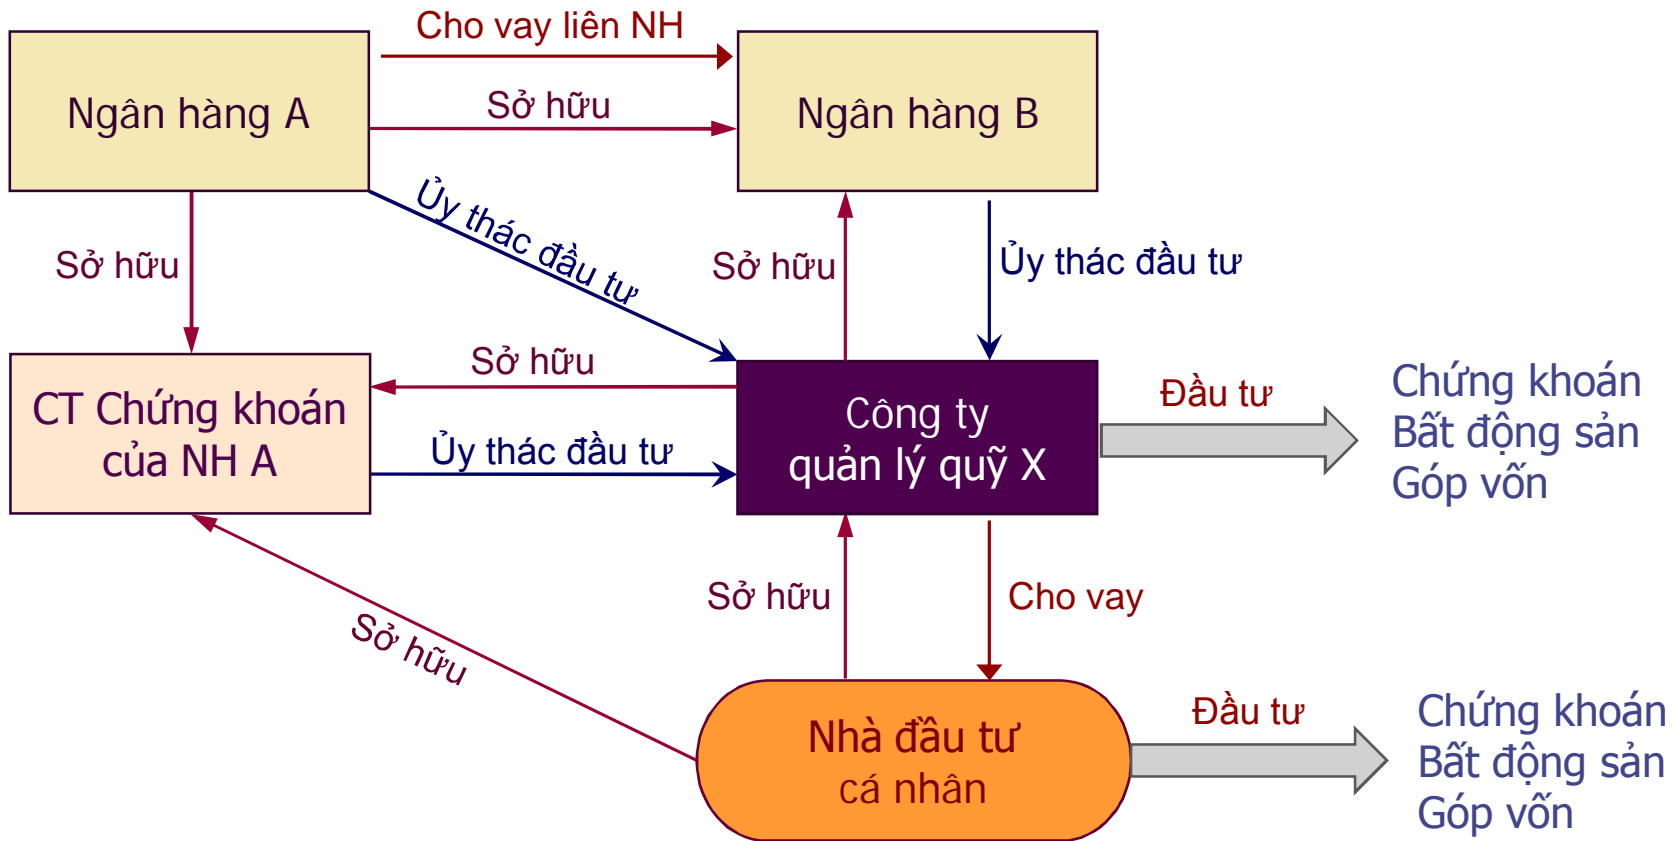 Cho vay liên NH
Ngân hàng A
Sở hữu
Ngân hàng B
Ủy thác đầu tư
Sở hữu
Sở hữu
Ủy thác đầu tư
CT Chứng khoán
của NH A
Sở hữu
Ủy thác đầu tư
Công ty
quản lý quỹ X
Đầu tư
Chứng khoán
Bất động sản
Góp vốn
Sở hữu
Sở hữu
Cho vay
Nhà đầu tư
cá nhân
Đầu tư
Chứng khoán
Bất động sản
Góp vốn